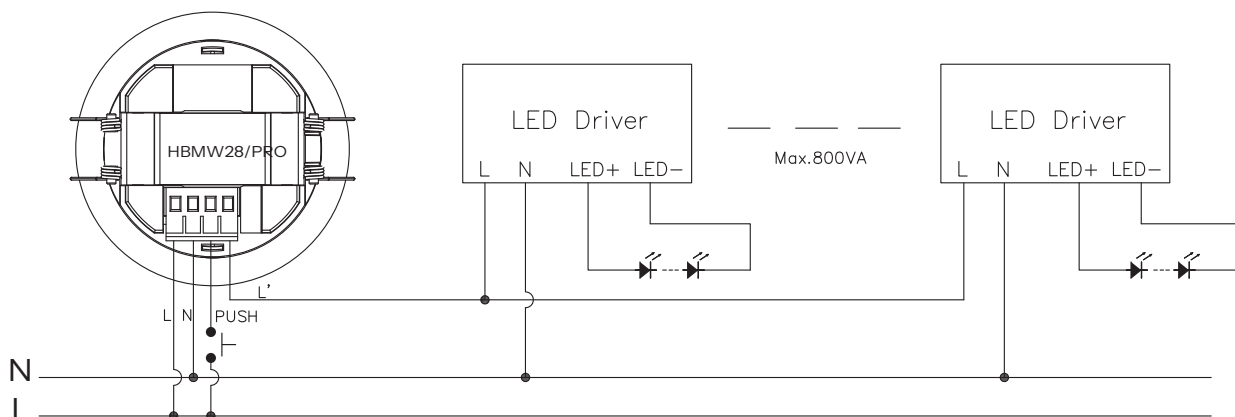 HBMW28/PRO
LED Driver
L N LED+ LED-
Max.800VA
LED Driver
L N LED+ LED-
L'
L N PUSH
N
L